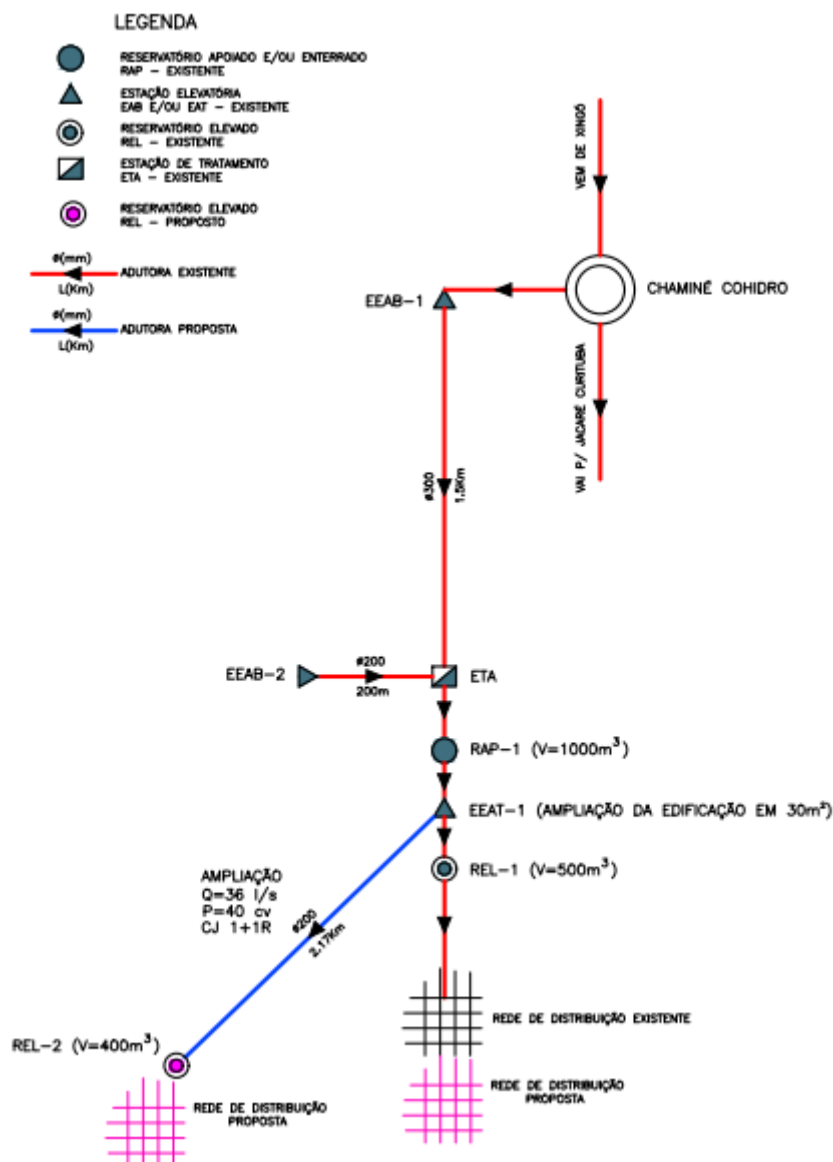 LEGENDA
RESERVATÓRIO APOIADO E/OU ENTERRADO
RAP – EXISTENTE
ESTAÇÃO ELEVATÓRIA
EAB E/OU EAT – EXISTENTE
RESERVATÓRIO ELEVADO
REL – EXISTENTE
ESTAÇÃO DE TRATAMENTO
ETA – EXISTENTE
RESERVATÓRIO ELEVADO
REL – PROPOSTO
ø(mm)
L(Km)
ADUTORA EXISTENTE
ø(mm)
L(Km)
ADUTORA PROPOSTA
VEM DE XINGÓ
CHAMINÉ COHIDRO
VAI P/ JACARÉ CURITUBA
EEAB-1
ø300
1.5Km
EEAB-2
ø200
200m
ETA
RAP-1 (V=1000m³)
EEAT-1 (AMPLIAÇÃO DA EDIFICAÇÃO EM 30m²)
REL-1 (V=500m³)
AMPLIAÇÃO
Q=36 l/s
P=40 cv
CJ 1+1R
ø200
2.17Km
REDE DE DISTRIBUIÇÃO EXISTENTE
REL-2 (V=400m³)
REDE DE DISTRIBUIÇÃO
PROPOSTA
REDE DE DISTRIBUIÇÃO
PROPOSTA